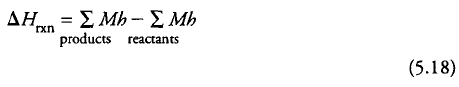 ΔH_rxn = ∑ Mh − ∑ Mh
products reactants
(5.18)